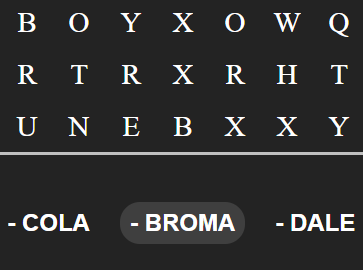 B O Y X O W Q
R T R X R H T
U N E B X X Y
- COLA - BROMA - DALE